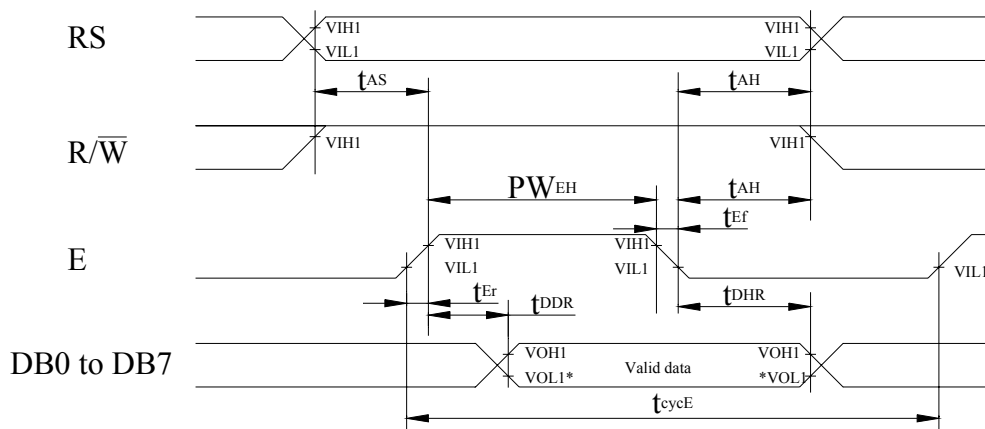 RS
VIH1
VIL1
VIH1
VIL1
tAS
tAH
R/W̅
VIH1
VIH1
PWEH
tAH
tEf
E
VIH1
VIL1
VIH1
VIL1
VIL1
tEr
tDDR
tDHR
DB0 to DB7
VOH1
VOL1*
Valid data
VOH1
*VOL1
tcycE